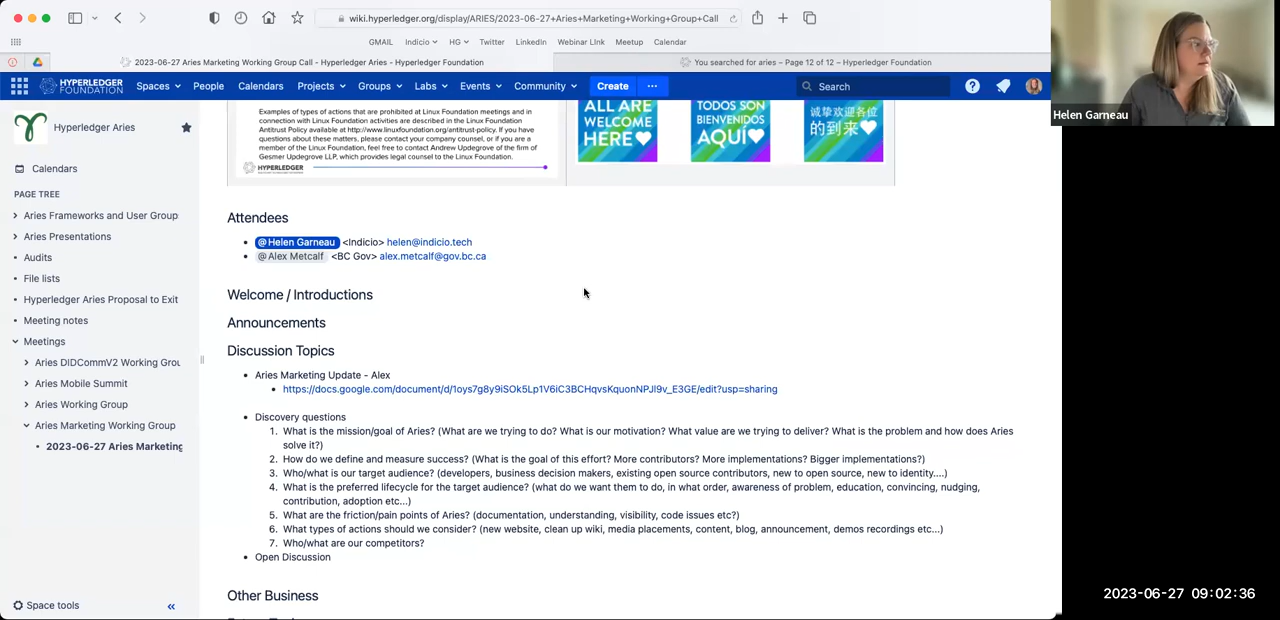 wiki.hyperledger.org/display/ARIES/2023-06-27+Aries+Marketing+Working+Group+Call
GMAIL Indicio HG Twitter LinkedIn Webinar LInk Meetup Calendar
2023-06-27 Aries Marketing Working Group Call - Hyperledger Aries - Hyperledger Foundation
You searched for aries – Page 12 of 12 – Hyperledger Foundation
HYPERLEDGER FOUNDATION
Spaces People Calendars Projects Groups Labs Events Community Create ··· Search
Helen Garneau
Hyperledger Aries
Calendars
PAGE TREE
Aries Frameworks and User Group
Aries Presentations
Audits
File lists
Hyperledger Aries Proposal to Exit
Meeting notes
Meetings
Aries DIDCommV2 Working Grou
Aries Mobile Summit
Aries Working Group
Aries Marketing Working Group
2023-06-27 Aries Marketing
Space tools
Examples of types of actions that are prohibited at Linux Foundation meetings and in
connection with Linux Foundation activities are described in the Linux Foundation
Antitrust Policy available at http://www.linuxfoundation.org/antitrust-policy. If you have
questions about these matters, please contact your company counsel, or if you are a
member of the Linux Foundation, feel free to contact Andrew Updegrove of the firm of
Gesmer Updegrove LLP, which provides legal counsel to the Linux Foundation.
HYPERLEDGER
ALL ARE
WELCOME
HERE
TODOS SON
BIENVENIDOS
AQUÍ
诚挚欢迎各位
的到来
Attendees
@Helen Garneau <Indicio> helen@indicio.tech
@Alex Metcalf <BC Gov> alex.metcalf@gov.bc.ca
Welcome / Introductions
Announcements
Discussion Topics
Aries Marketing Update - Alex
https://docs.google.com/document/d/1oys7g8y9iSOk5Lp1V6iC3BCHqvsKquonNPJl9v_E3GE/edit?usp=sharing
Discovery questions
1. What is the mission/goal of Aries? (What are we trying to do? What is our motivation? What value are we trying to deliver? What is the problem and how does Aries
solve it?)
2. How do we define and measure success? (What is the goal of this effort? More contributors? More implementations? Bigger implementations?)
3. Who/what is our target audience? (developers, business decision makers, existing open source contributors, new to open source, new to identity....)
4. What is the preferred lifecycle for the target audience? (what do we want them to do, in what order, awareness of problem, education, convincing, nudging,
contribution, adoption etc...)
5. What are the friction/pain points of Aries? (documentation, understanding, visibility, code issues etc?)
6. What types of actions should we consider? (new website, clean up wiki, media placements, content, blog, announcement, demos recordings etc...)
7. Who/what are our competitors?
Open Discussion
Other Business
2023-06-27 09:02:36